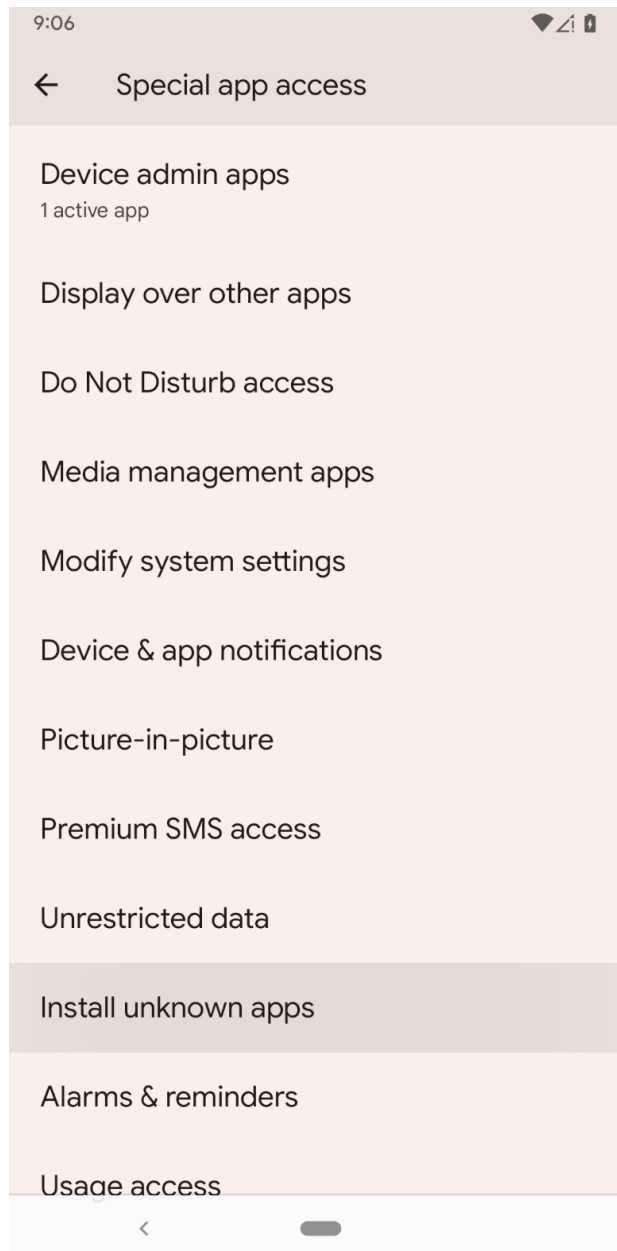 9:06
Special app access
Device admin apps
1 active app
Display over other apps
Do Not Disturb access
Media management apps
Modify system settings
Device & app notifications
Picture-in-picture
Premium SMS access
Unrestricted data
Install unknown apps
Alarms & reminders
Usage access